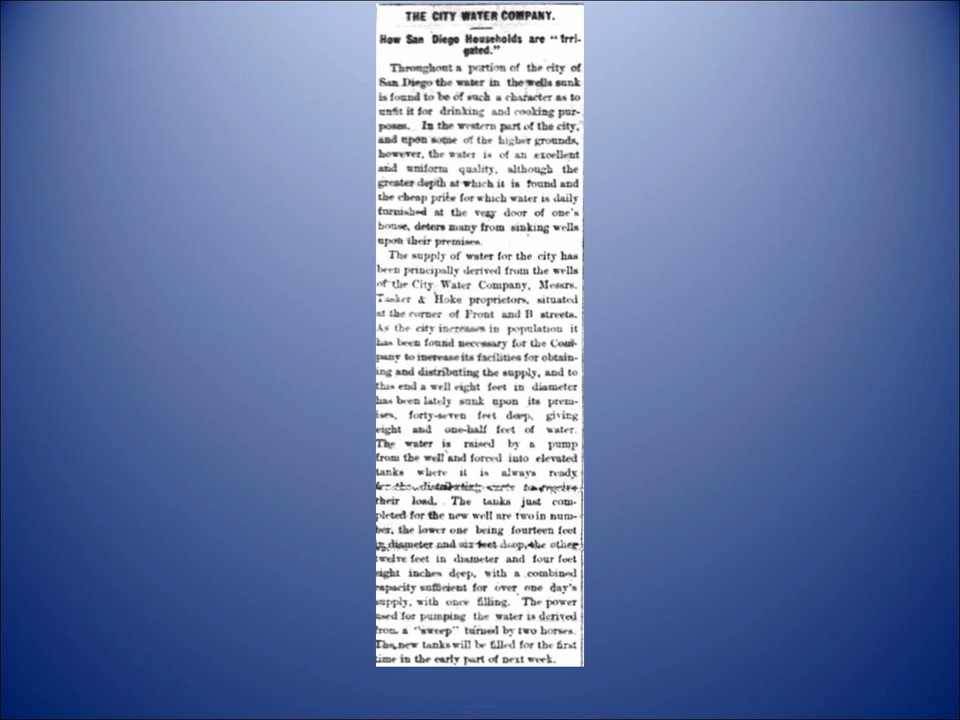 THE CITY WATER COMPANY.
How San Diego Households are "Irri-
gated."
Throughout a portion of the city of
San Diego the water in the wells sunk
is found to be of such a character as to
unfit it for drinking and cooking pur-
poses. In the western part of the city,
and upon some of the higher grounds,
however, the water is of an excellent
and uniform quality, although the
greater depth at which it is found and
the cheap price for which water is daily
furnished at the very door of one's
house, deters many from sinking wells
upon their premises.
The supply of water for the city has
been principally derived from the wells
of the City Water Company, Messrs.
Tasker & Hoke proprietors, situated
at the corner of Front and B streets.
As the city increases in population it
has been found necessary for the Com-
pany to increase its facilities for obtain-
ing and distributing the supply, and to
this end a well eight feet in diameter
has been lately sunk upon its prem-
ises, forty-seven feet deep, giving
eight and one-half feet of water.
The water is raised by a pump
from the well and forced into elevated
tanks where it is always ready
for the distributing carts to receive
their load. The tanks just com-
pleted for the new well are two in num-
ber, the lower one being fourteen feet
in diameter and six feet deep, the other
twelve feet in diameter and four feet
eight inches deep, with a combined
capacity sufficient for over one day's
supply, with once filling. The power
used for pumping the water is derived
from a "sweep" turned by two horses.
The new tanks will be filled for the first
time in the early part of next week.